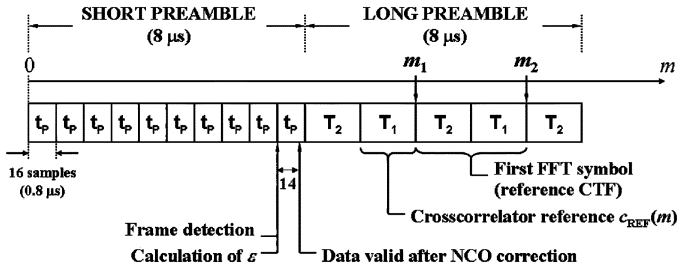 SHORT PREAMBLE LONG PREAMBLE
(8 μs) (8 μs)
0 m₁ m₂ m
tₚ tₚ tₚ tₚ tₚ tₚ tₚ tₚ tₚ tₚ T₂ T₁ T₂ T₁ T₂
16 samples
(0.8 μs)
14
First FFT symbol
(reference CTF)
Crosscorrelator reference c_REF(m)
Frame detection
Calculation of ε
Data valid after NCO correction